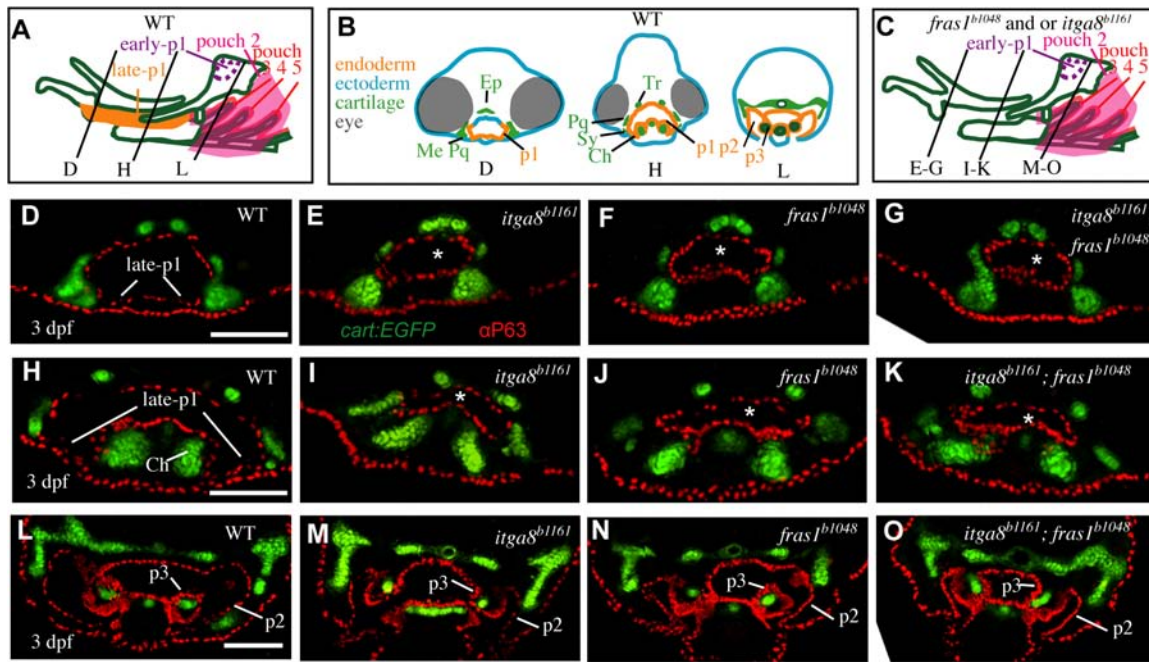 A
WT
early-p1
pouch 2
pouch
3 4 5
late-p1
D
H
L
B
WT
endoderm
ectoderm
cartilage
eye
Ep
Me Pq
p1
D
Tr
Pq
Sy
Ch
p1
H
p2
p3
L
C
fras1b1048 and or itga8b1161
early-p1
pouch 2
pouch
3 4 5
E-G
I-K
M-O
D
WT
late-p1
3 dpf
E
itga8b1161
cart:EGFP
αP63
F
fras1b1048
*
G
itga8b1161
fras1b1048
*
H
WT
late-p1
Ch
3 dpf
I
itga8b1161
*
J
fras1b1048
*
K
itga8b1161; fras1b1048
*
L
WT
p3
p2
3 dpf
M
itga8b1161
p3
p2
N
fras1b1048
p3
p2
O
itga8b1161; fras1b1048
p3
p2